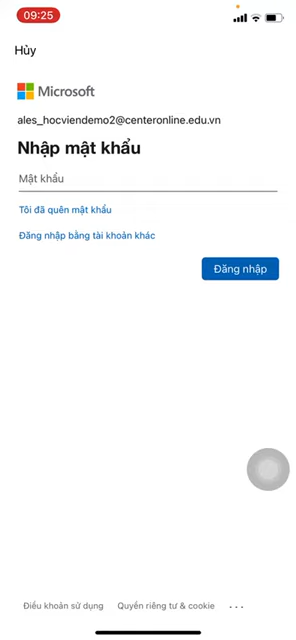 09:25
Hủy
Microsoft
ales_hocviendemo2@centeronline.edu.vn
Nhập mật khẩu
Mật khẩu
Tôi đã quên mật khẩu
Đăng nhập bằng tài khoản khác
Đăng nhập
Điều khoản sử dụng
Quyền riêng tư & cookie
...